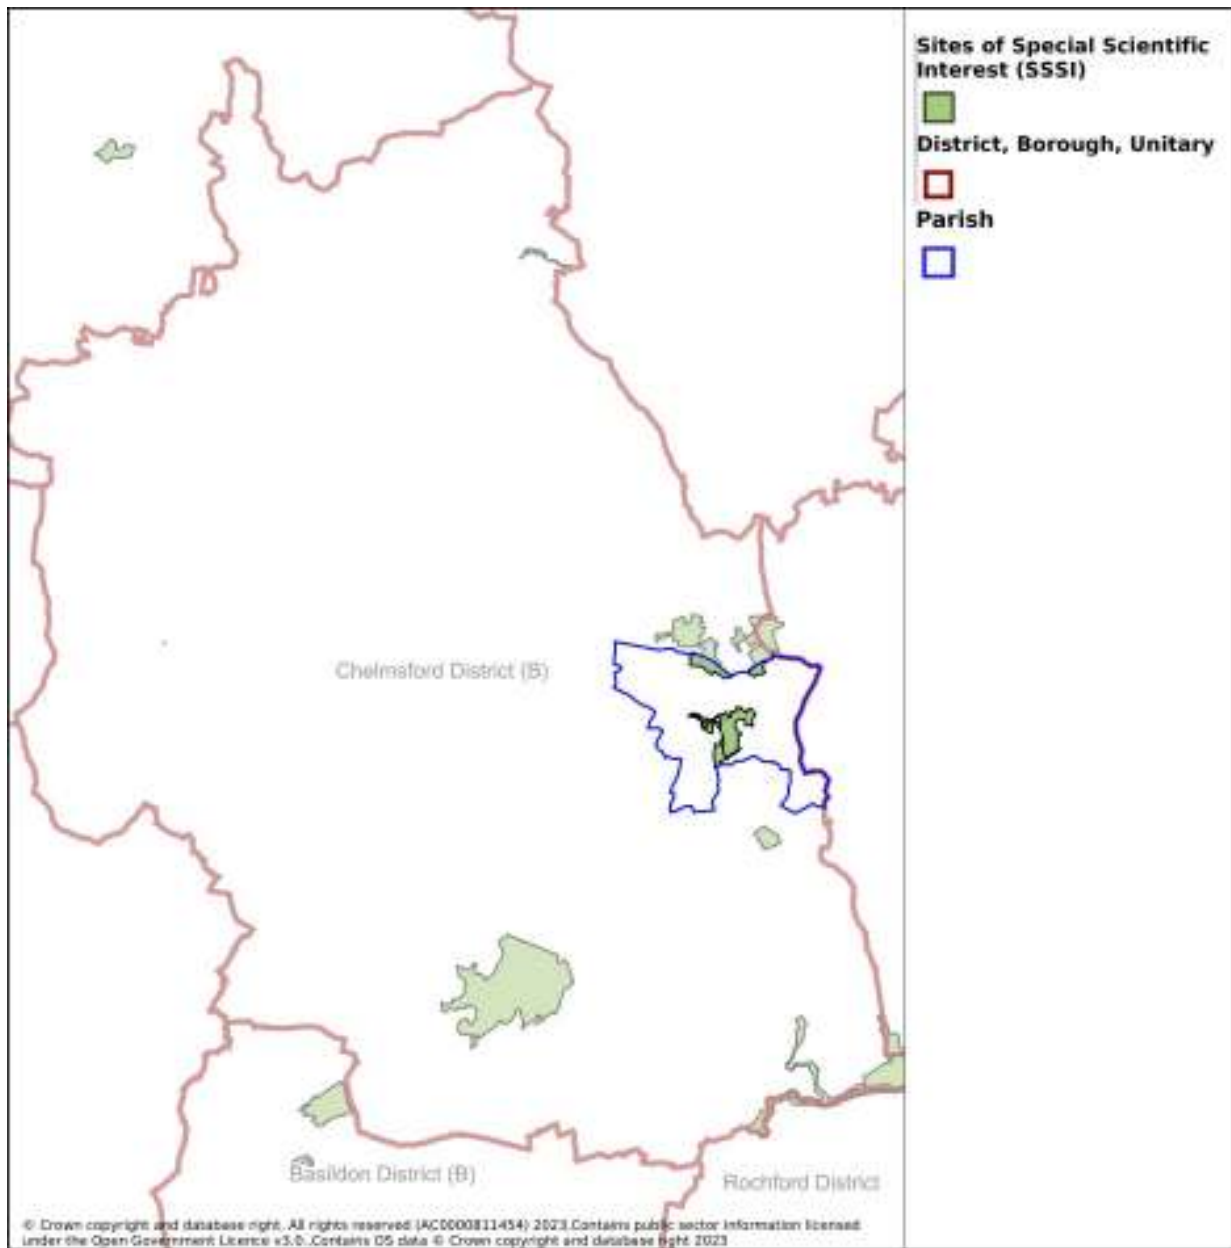 Sites of Special Scientific
Interest (SSSI)
District, Borough, Unitary
Parish
Chelmsford District (B)
Basildon District (B)
Rochford District
© Crown copyright and database right. All rights reserved (AC0000811454) 2023.Contains public sector information licensed
under the Open Government Licence v3.0..Contains OS data © Crown copyright and database right 2023